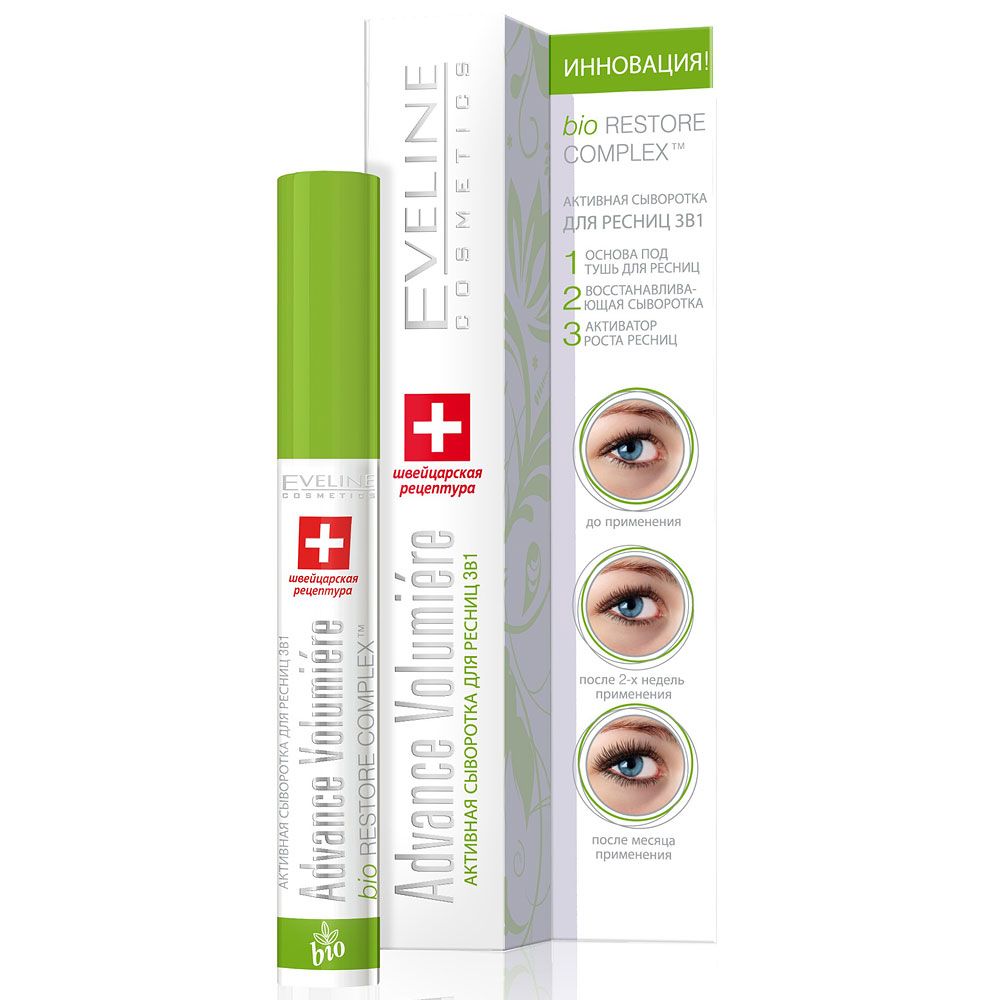 EVELINE
COSMETICS
швейцарская
рецептура
АКТИВНАЯ СЫВОРОТКА ДЛЯ РЕСНИЦ 3В1
Advance Volumiére
bio RESTORE COMPLEX™
bio
EVELINE
COSMETICS
швейцарская
рецептура
Advance Volumiére
АКТИВНАЯ СЫВОРОТКА ДЛЯ РЕСНИЦ 3В1
ИННОВАЦИЯ!
bio RESTORE
COMPLEX™
АКТИВНАЯ СЫВОРОТКА
ДЛЯ РЕСНИЦ 3В1
1 ОСНОВА ПОД
ТУШЬ ДЛЯ РЕСНИЦ
2 ВОССТАНАВЛИВА-
ЮЩАЯ СЫВОРОТКА
3 АКТИВАТОР
РОСТА РЕСНИЦ
до применения
после 2-х недель
применения
после месяца
применения